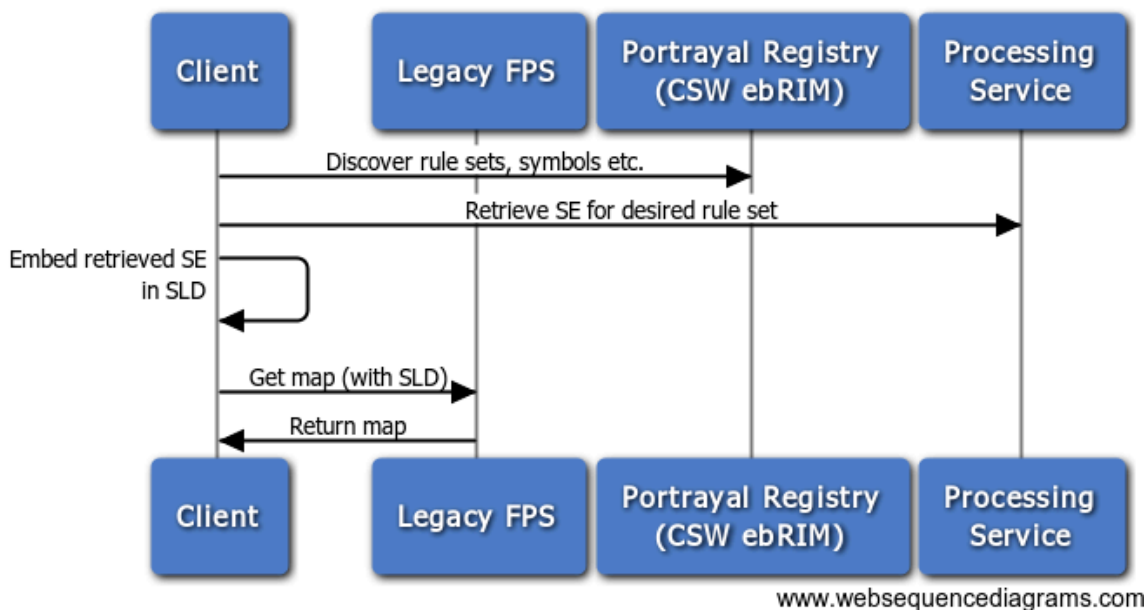 Client
Legacy FPS
Portrayal Registry
(CSW ebRIM)
Processing
Service
Discover rule sets, symbols etc.
Retrieve SE for desired rule set
Embed retrieved SE
in SLD
Get map (with SLD)
Return map
Client
Legacy FPS
Portrayal Registry
(CSW ebRIM)
Processing
Service
www.websequencediagrams.com